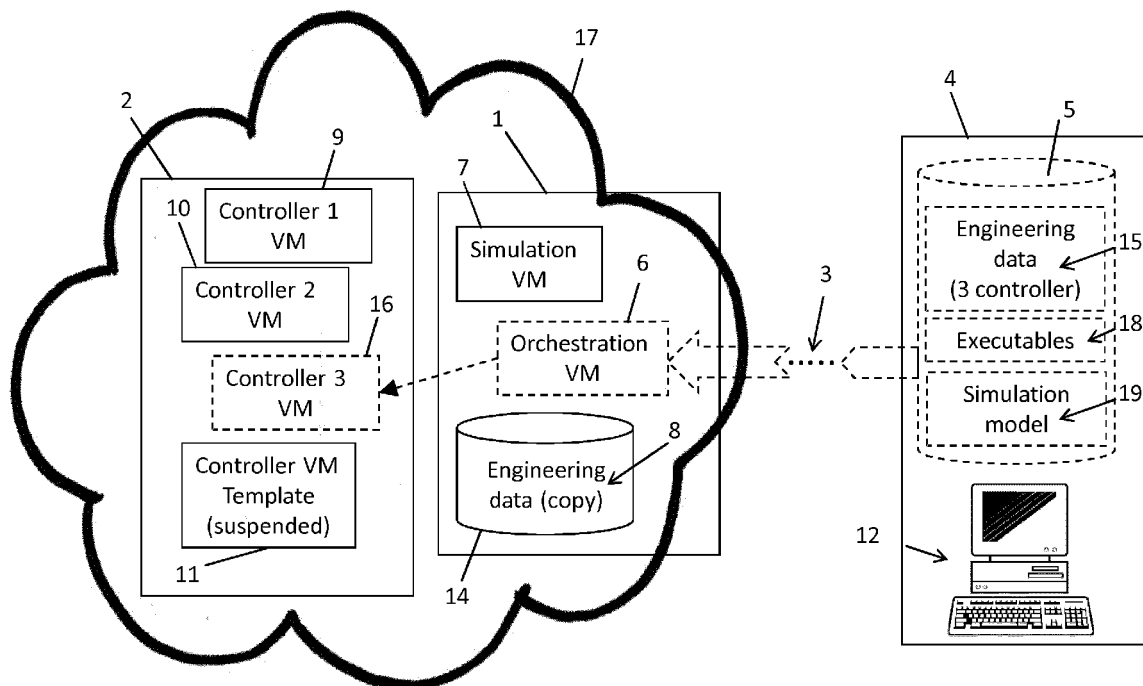 17
2
1
4
5
9
7
10
Controller 1
VM
Simulation
VM
Engineering
data
(3 controller)
15
6
3
Controller 2
VM
16
Orchestration
VM
Executables
18
Controller 3
VM
Simulation
model
19
8
Controller VM
Template
(suspended)
Engineering
data (copy)
12
11
14